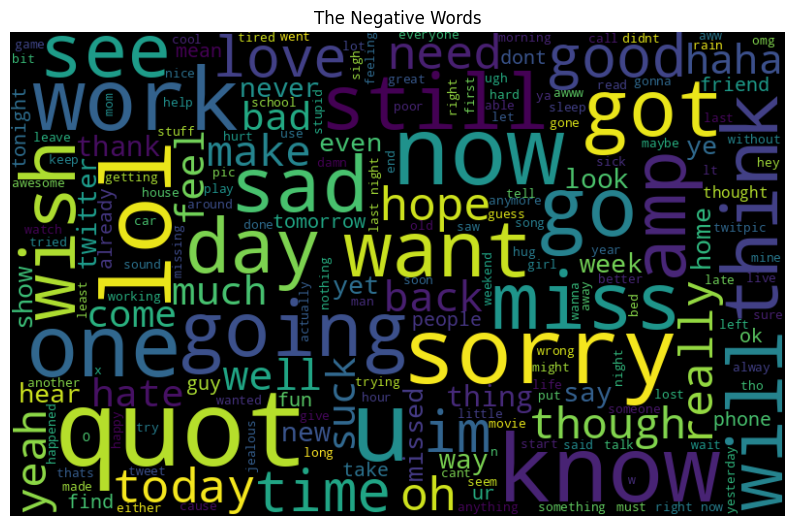 The Negative Words
game
cool
tired
went
lot
sigh
feeling
everyone
morning
call
didnt
aww
omg
bit
see
mean
love
need
dont
good
haha
rain
nice
great
ugh
awww
read
gonna
friend
tonight
work
mom
help
never
bad
school
stupid
still
poor
hard
able
right
first
let
ya
sleep
got
gone
last
leave
stuff
hurt
use
even
end
now
maybe
without
hey
think
keep
thank
make
damn
ye
sick
lt
awesome
getting
feel
pic
tell
look
thought
twitpic
wish
lol
house
play
sad
last night
hope
anymore
guess
go
amp
home
mine
watch
twitter
already
car
around
tried
done
tomorrow
old
saw
song
year
sound
missing
day
want
hug
girl
week
late
live
show
least
working
much
nothing
yet
back
soon
weekend
miss
wanna
away
bed
better
sure
come
man
people
left
one
going
actually
sorry
wrong
might
night
really
ok
another
x
well
trying
life
alway
hear
hate
guy
fun
suck
wanted
hour
missed
thing
say
put
lost
tho
will
yeah
happened
quot
u
give
little
movie
someone
though
phone
o
try
happy
jealous
new
im
start
said
talk
wait
yesterday
thats
tweet
long
take
cant
way
n
know
made
today
time
oh
ur
seem
w
find
either
cause
anything
something
must
right now